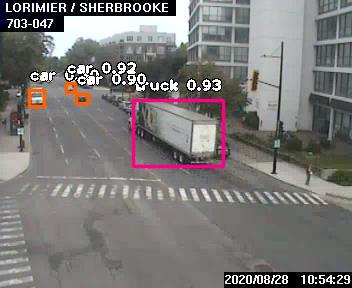 LORIMIER / SHERBROOKE
703-047
car 0.92
car
car 0.90
truck 0.93
2020/08/28 10:54:29